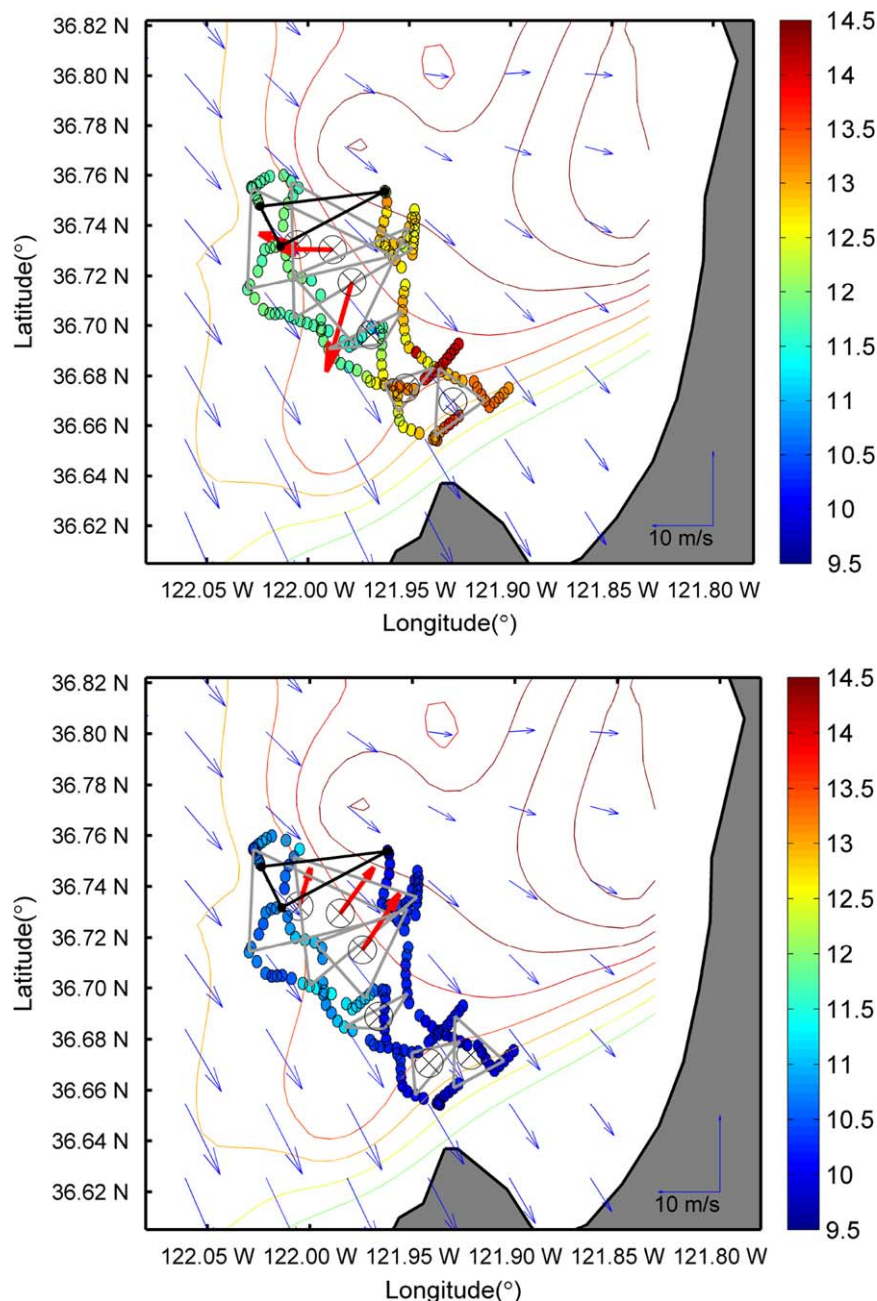 36.82 N
36.80 N
36.78 N
36.76 N
36.74 N
36.72 N
36.70 N
36.68 N
36.66 N
36.64 N
36.62 N
Latitude(°)
122.05 W 122.00 W 121.95 W 121.90 W 121.85 W 121.80 W
Longitude(°)
10 m/s
14.5
14
13.5
13
12.5
12
11.5
11
10.5
10
9.5
36.82 N
36.80 N
36.78 N
36.76 N
36.74 N
36.72 N
36.70 N
36.68 N
36.66 N
36.64 N
36.62 N
Latitude(°)
122.05 W 122.00 W 121.95 W 121.90 W 121.85 W 121.80 W
Longitude(°)
10 m/s
14.5
14
13.5
13
12.5
12
11.5
11
10.5
10
9.5